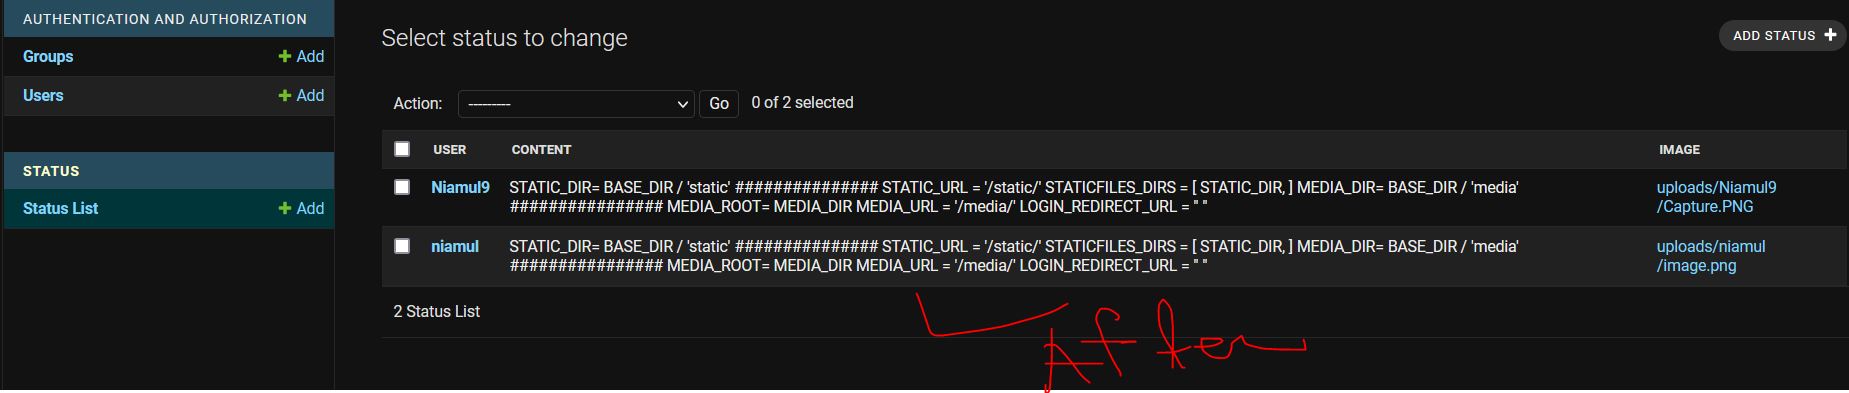 AUTHENTICATION AND AUTHORIZATION
Groups + Add
Users + Add
STATUS
Status List + Add
Select status to change
ADD STATUS +
Action: --------- Go 0 of 2 selected
USER CONTENT IMAGE
Niamul9 STATIC_DIR= BASE_DIR / 'static' ############### STATIC_URL = '/static/' STATICFILES_DIRS = [ STATIC_DIR, ] MEDIA_DIR= BASE_DIR / 'media' uploads/Niamul9
################ MEDIA_ROOT= MEDIA_DIR MEDIA_URL = '/media/' LOGIN_REDIRECT_URL = " " /Capture.PNG
niamul STATIC_DIR= BASE_DIR / 'static' ############### STATIC_URL = '/static/' STATICFILES_DIRS = [ STATIC_DIR, ] MEDIA_DIR= BASE_DIR / 'media' uploads/niamul
################ MEDIA_ROOT= MEDIA_DIR MEDIA_URL = '/media/' LOGIN_REDIRECT_URL = " " /image.png
2 Status List
After